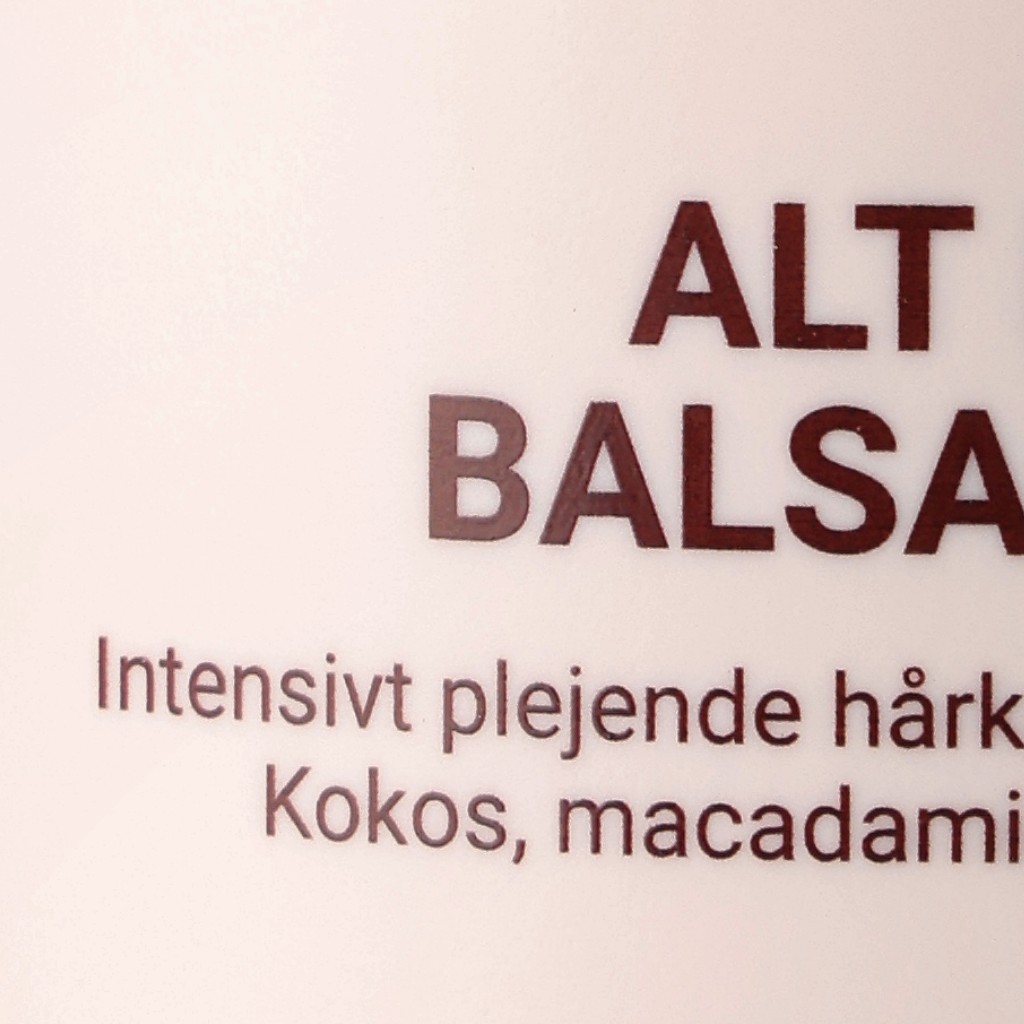 ALT
BALSA
Intensivt plejende hårk
Kokos, macadami